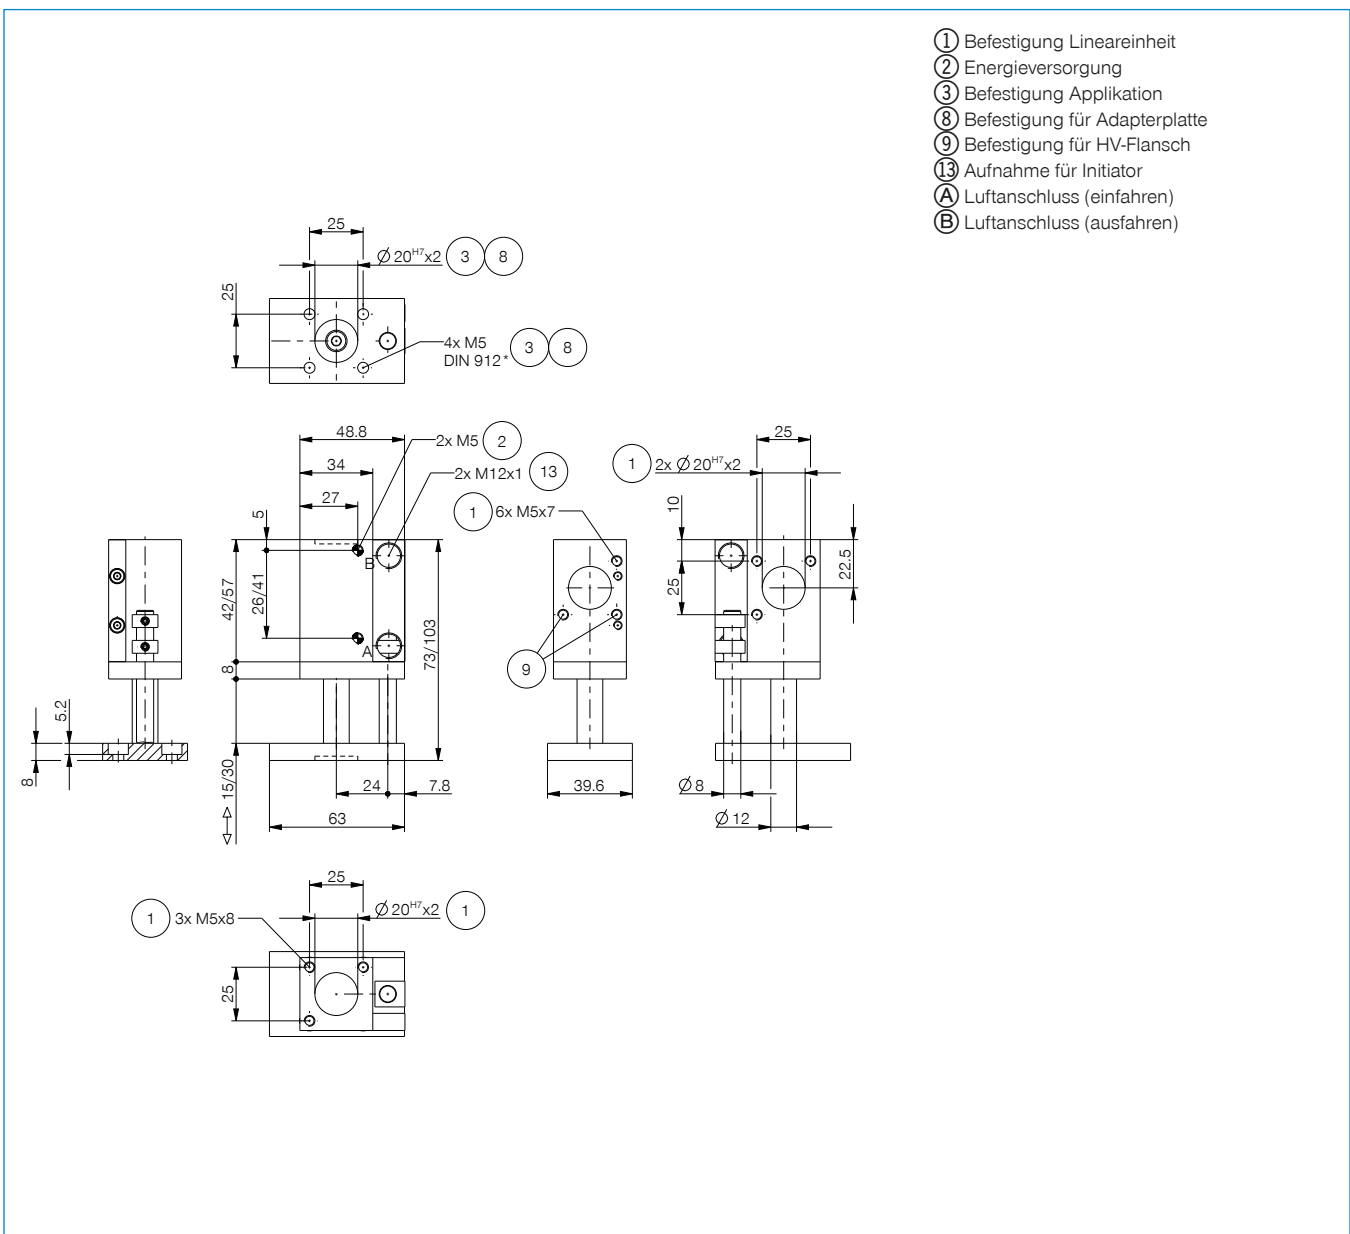 ① Befestigung Lineareinheit
② Energieversorgung
③ Befestigung Applikation
⑧ Befestigung für Adapterplatte
⑨ Befestigung für HV-Flansch
⑬ Aufnahme für Initiator
Ⓐ Luftanschluss (einfahren)
Ⓑ Luftanschluss (ausfahren)
25
Ø 20H7x2 3 8
25
4x M5 3 8
DIN 912*
48.8
2x M5 2
34
2x M12x1 13
27
5
B
42/57
26/41
A
73/103
8
15/30
24
7.8
63
5.2
8
1 6x M5x7
9
39.6
25
1 2x Ø 20H7x2
10
22.5
25
Ø 8
Ø 12
25
1 3x M5x8
Ø 20H7x2 1
25